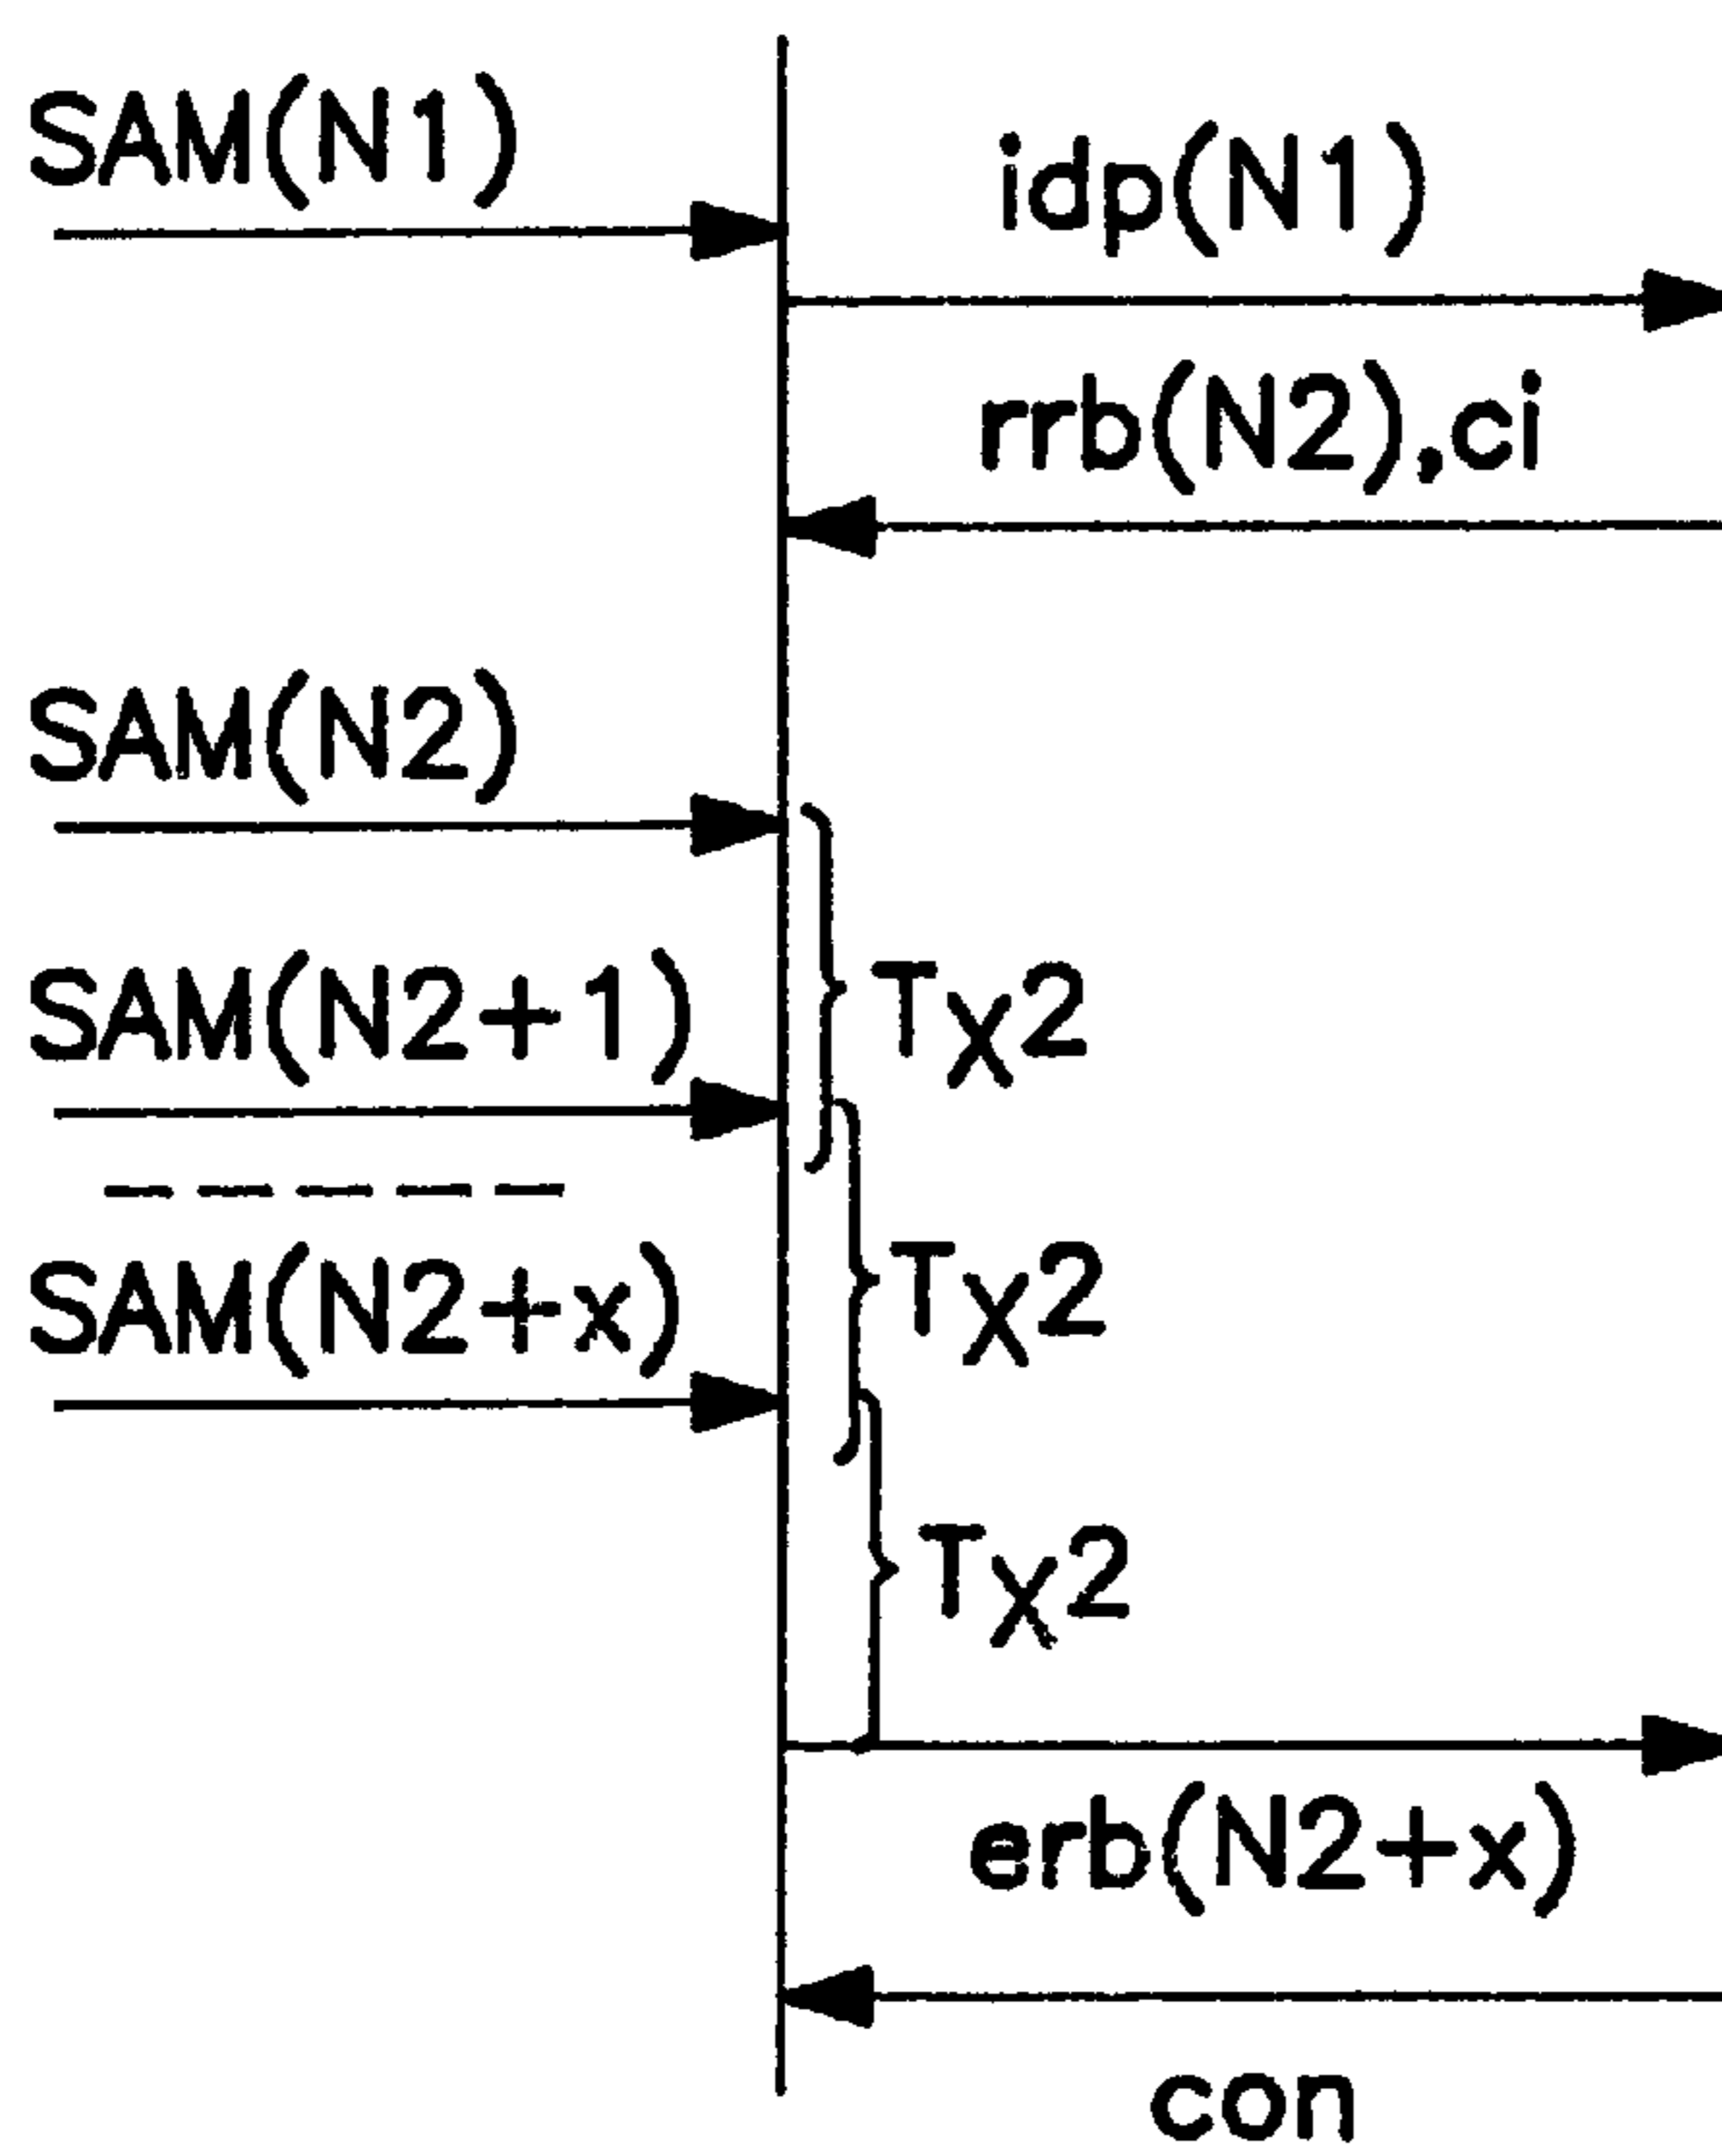 SAM(N1)
idp(N1)
rrb(N2),ci
SAM(N2)
SAM(N2+1)
Tx2
SAM(N2+x)
Tx2
Tx2
erb(N2+x)
con